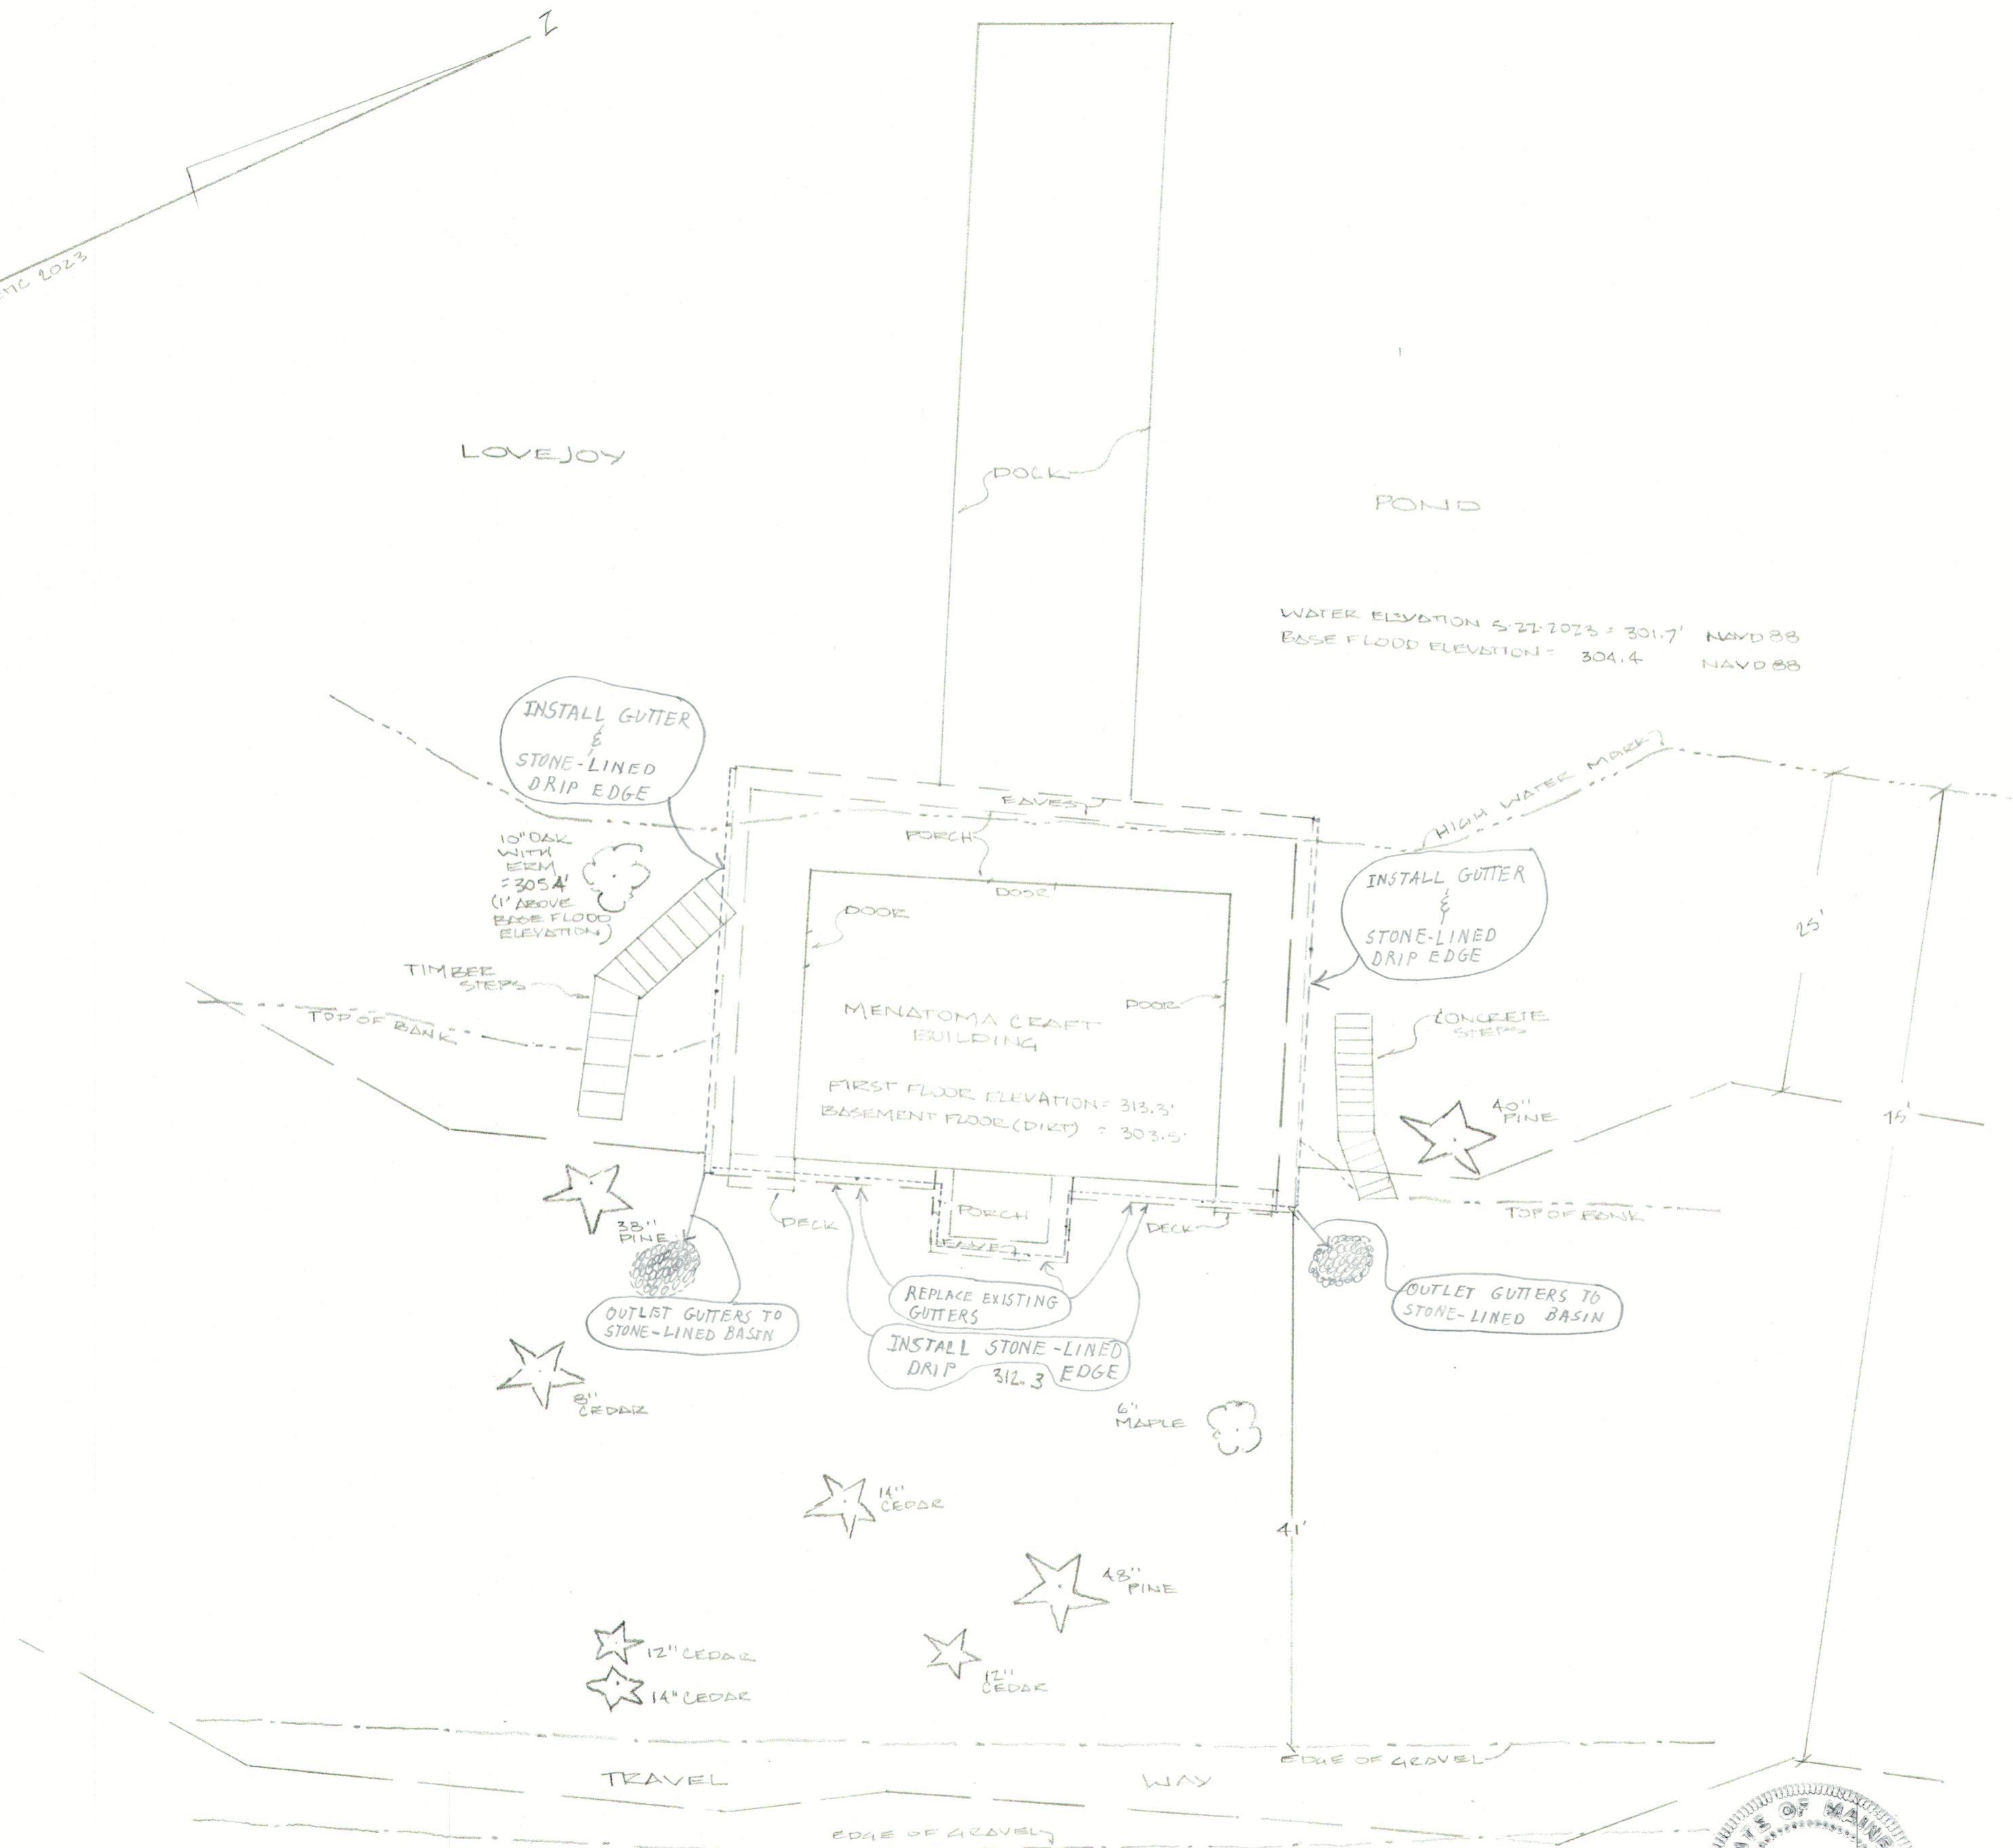 Z
2023
LOVEJOY
DOCK
POND
WATER ELEVATION 5-22-2023 = 301.7' NAVD 88
BASE FLOOD ELEVATION = 304.4 NAVD 88
INSTALL GUTTER
&
STONE-LINED
DRIP EDGE
EAVES
PORCH
HIGH WATER MARK
10" OAK
WITH
ERM
=305.4'
(1' ABOVE
BASE FLOOD
ELEVATION)
DOOR
DOOR
INSTALL GUTTER
&
STONE-LINED
DRIP EDGE
25'
TIMBER
STEPS
TOP OF BANK
DOOR
MENATOMA CRAFT
BUILDING
CONCRETE
STEPS
FIRST FLOOR ELEVATION = 313.3'
BASEMENT FLOOR (DIRT) = 303.5'
40"
PINE
75'
38"
PINE
DECK
PORCH
EAVE
DECK
TOP OF BANK
OUTLET GUTTERS TO
STONE-LINED BASIN
REPLACE EXISTING
GUTTERS
OUTLET GUTTERS TO
STONE-LINED BASIN
INSTALL STONE-LINED
DRIP 312.3 EDGE
8"
CEDAR
6"
MAPLE
14"
CEDAR
41'
48"
PINE
12" CEDAR
12"
CEDAR
14" CEDAR
EDGE OF GRAVEL
TRAVEL WAY
EDGE OF GRAVEL
OF MAINE